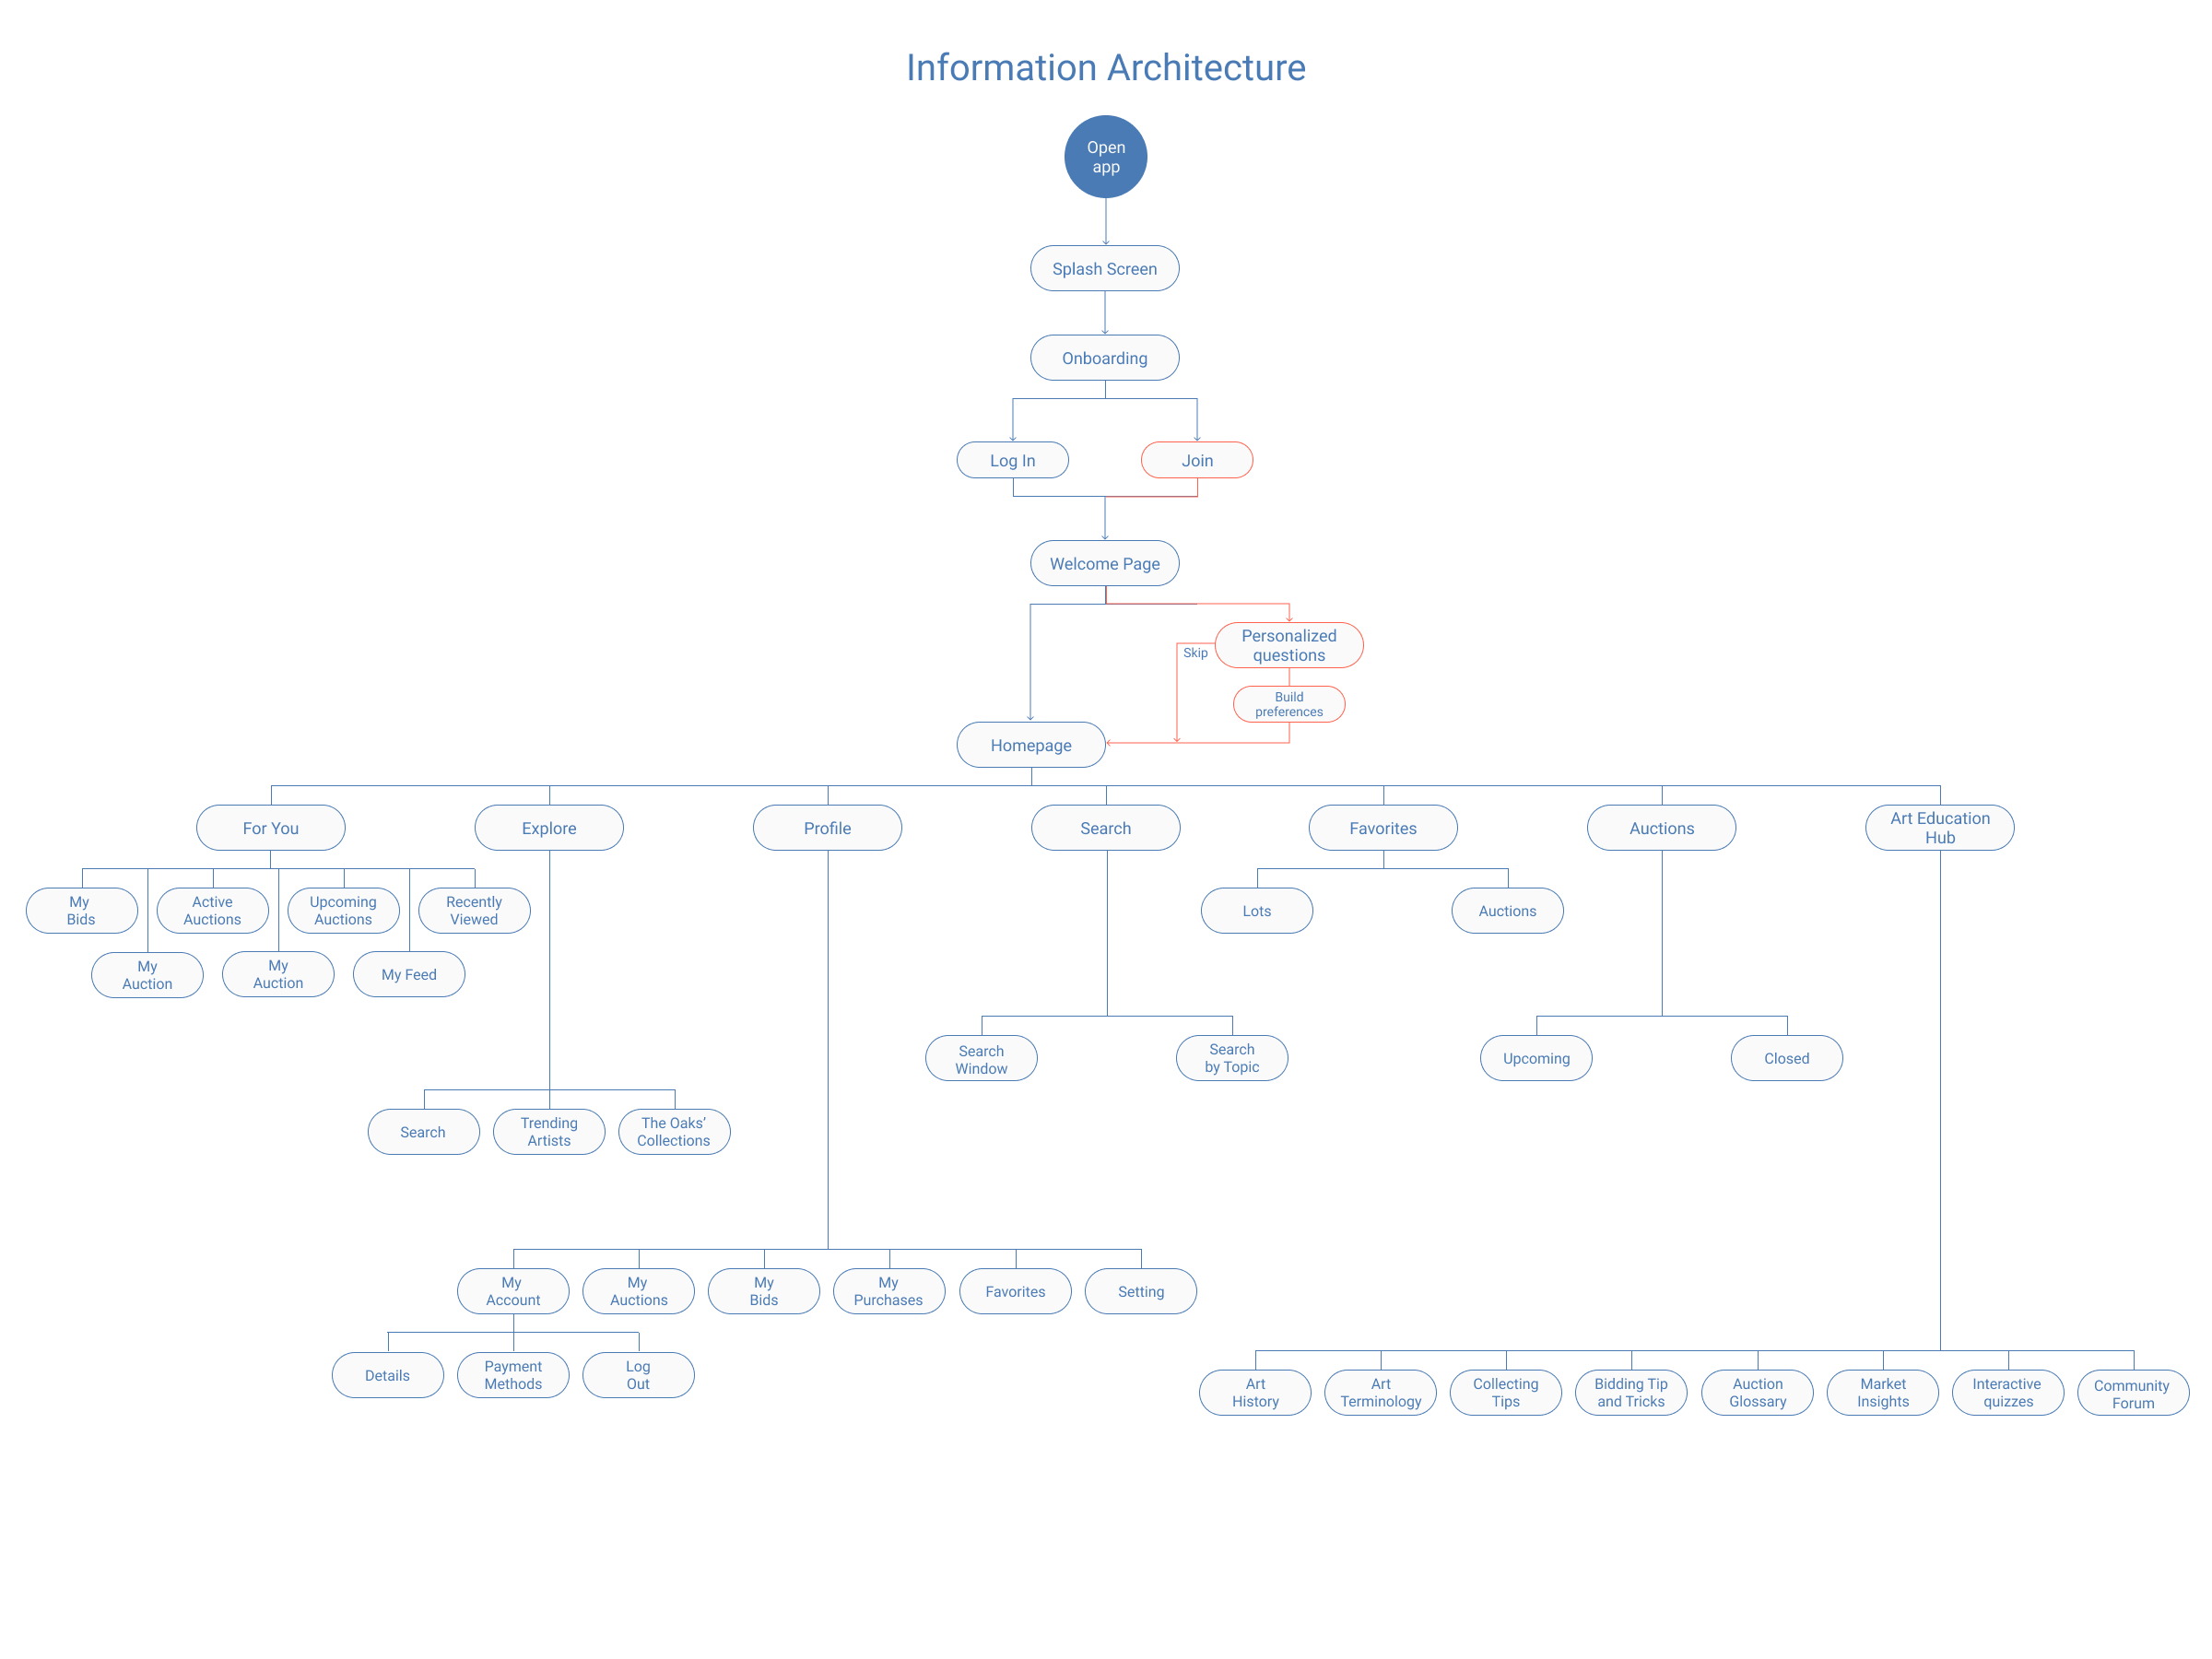 Information Architecture
Open
app
Splash Screen
Onboarding
Log In
Join
Welcome Page
Personalized
questions
Skip
Build
preferences
Homepage
For You
Explore
Profile
Search
Favorites
Auctions
Art Education
Hub
My
Bids
Active
Auctions
Upcoming
Auctions
Recently
Viewed
My
Auction
My
Auction
My Feed
Lots
Auctions
Search
Window
Search
by Topic
Upcoming
Closed
Search
Trending
Artists
The Oaks’
Collections
My
Account
My
Auctions
My
Bids
My
Purchases
Favorites
Setting
Details
Payment
Methods
Log
Out
Art
History
Art
Terminology
Collecting
Tips
Bidding Tip
and Tricks
Auction
Glossary
Market
Insights
Interactive
quizzes
Community
Forum